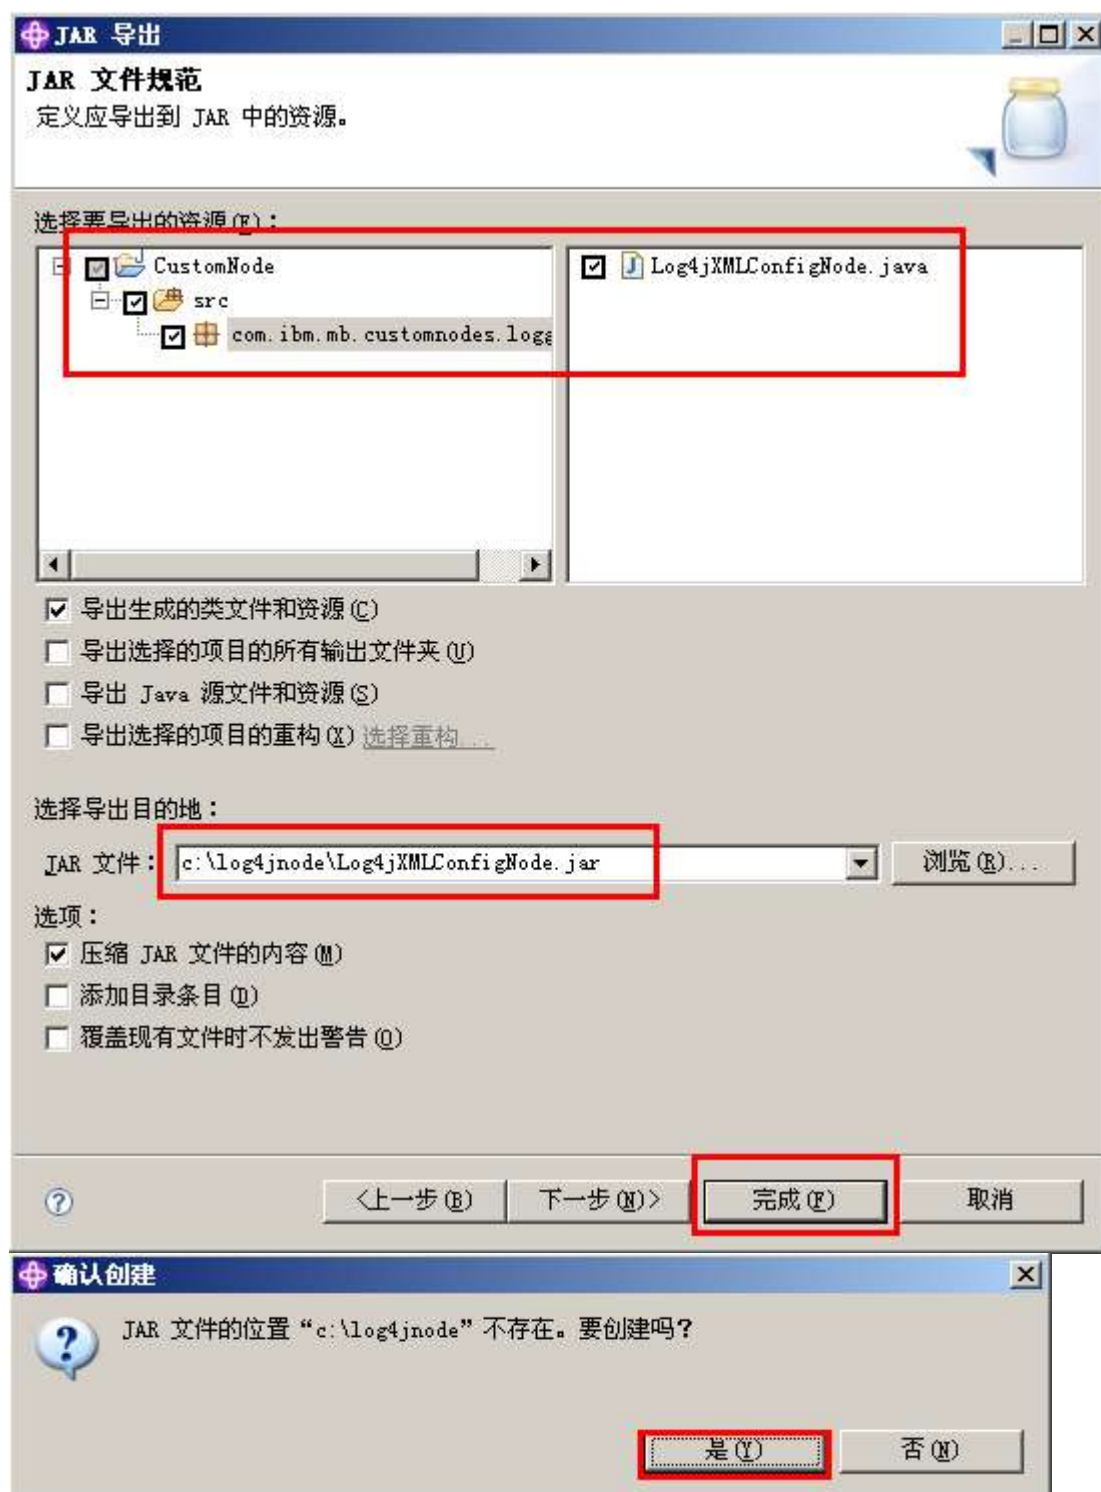 JAR 导出
JAR 文件规范
定义应导出到 JAR 中的资源。
选择要导出的资源(E)：
CustomNode
src
com.ibm.mb.customnodes.logg
Log4jXMLConfigNode.java
导出生成的类文件和资源(C)
导出选择的项目的所有输出文件夹(U)
导出 Java 源文件和资源(S)
导出选择的项目的重构(X) 选择重构...
选择导出目的地：
JAR 文件： c:\log4jnode\Log4jXMLConfigNode.jar 浏览(R)...
选项：
压缩 JAR 文件的内容(M)
添加目录条目(D)
覆盖现有文件时不发出警告(O)
<上一步(B) 下一步(N)> 完成(F) 取消
确认创建
JAR 文件的位置“c:\log4jnode”不存在。要创建吗?
是(Y) 否(N)